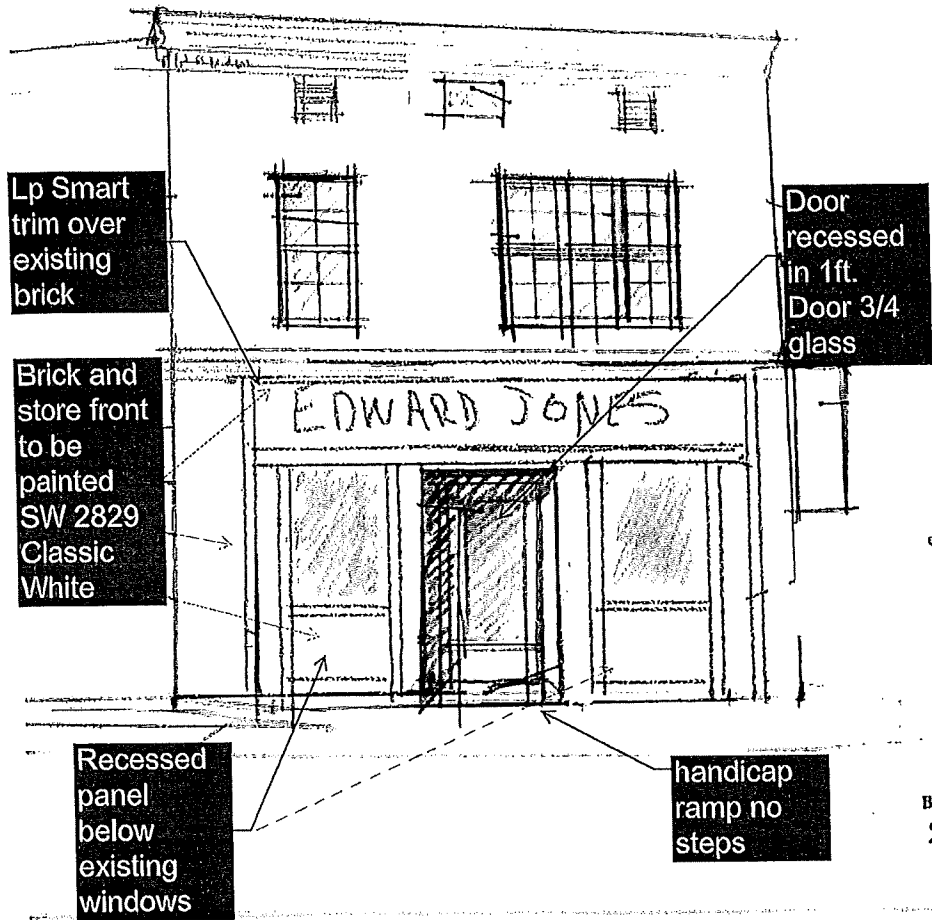 Lp Smart
trim over
existing
brick
Door
recessed
in 1ft.
Door 3/4
glass
Brick and
store front
to be
painted
SW 2829
Classic
White
EDWARD JONES
Recessed
panel
below
existing
windows
handicap
ramp no
steps
B